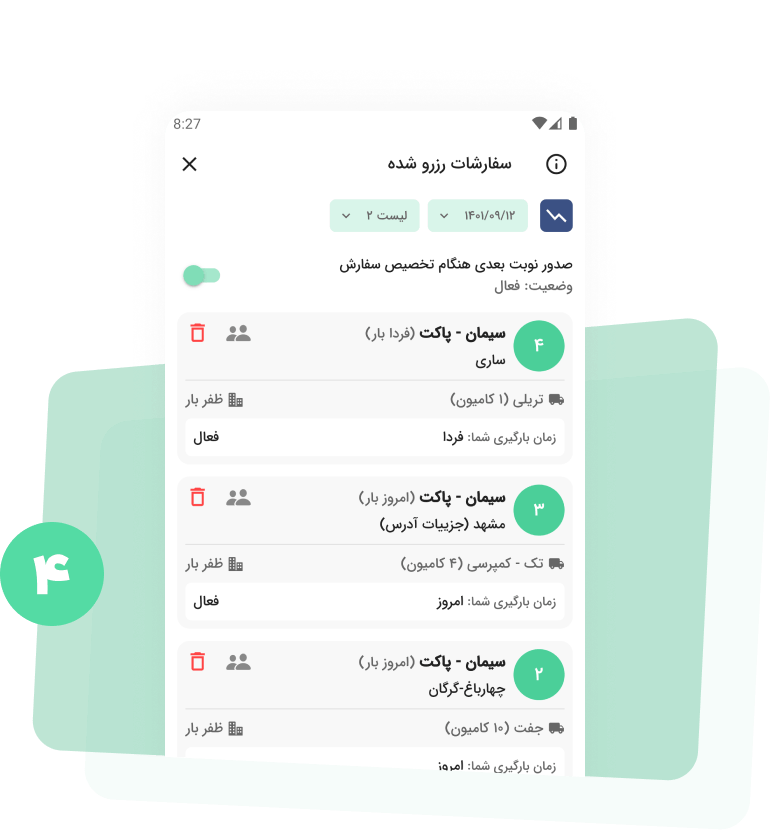 8:27
سفارشات رزرو شده
۱۴۰۱/۰۹/۱۲
لیست ۲
صدور نوبت بعدی هنگام تخصیص سفارش
وضعیت: فعال
۴
سیمان - پاکت (فردا بار)
ساری
تریلی (۱ کامیون)
ظفر بار
زمان بارگیری شما: فردا
فعال
۳
سیمان - پاکت (امروز بار)
مشهد (جزییات آدرس)
تک - کمپرسی (۴ کامیون)
ظفر بار
زمان بارگیری شما: امروز
فعال
۲
سیمان - پاکت (امروز بار)
چهارباغ-گرگان
جفت (۱۰ کامیون)
ظفر بار
زمان بارگیری شما: امروز
۴